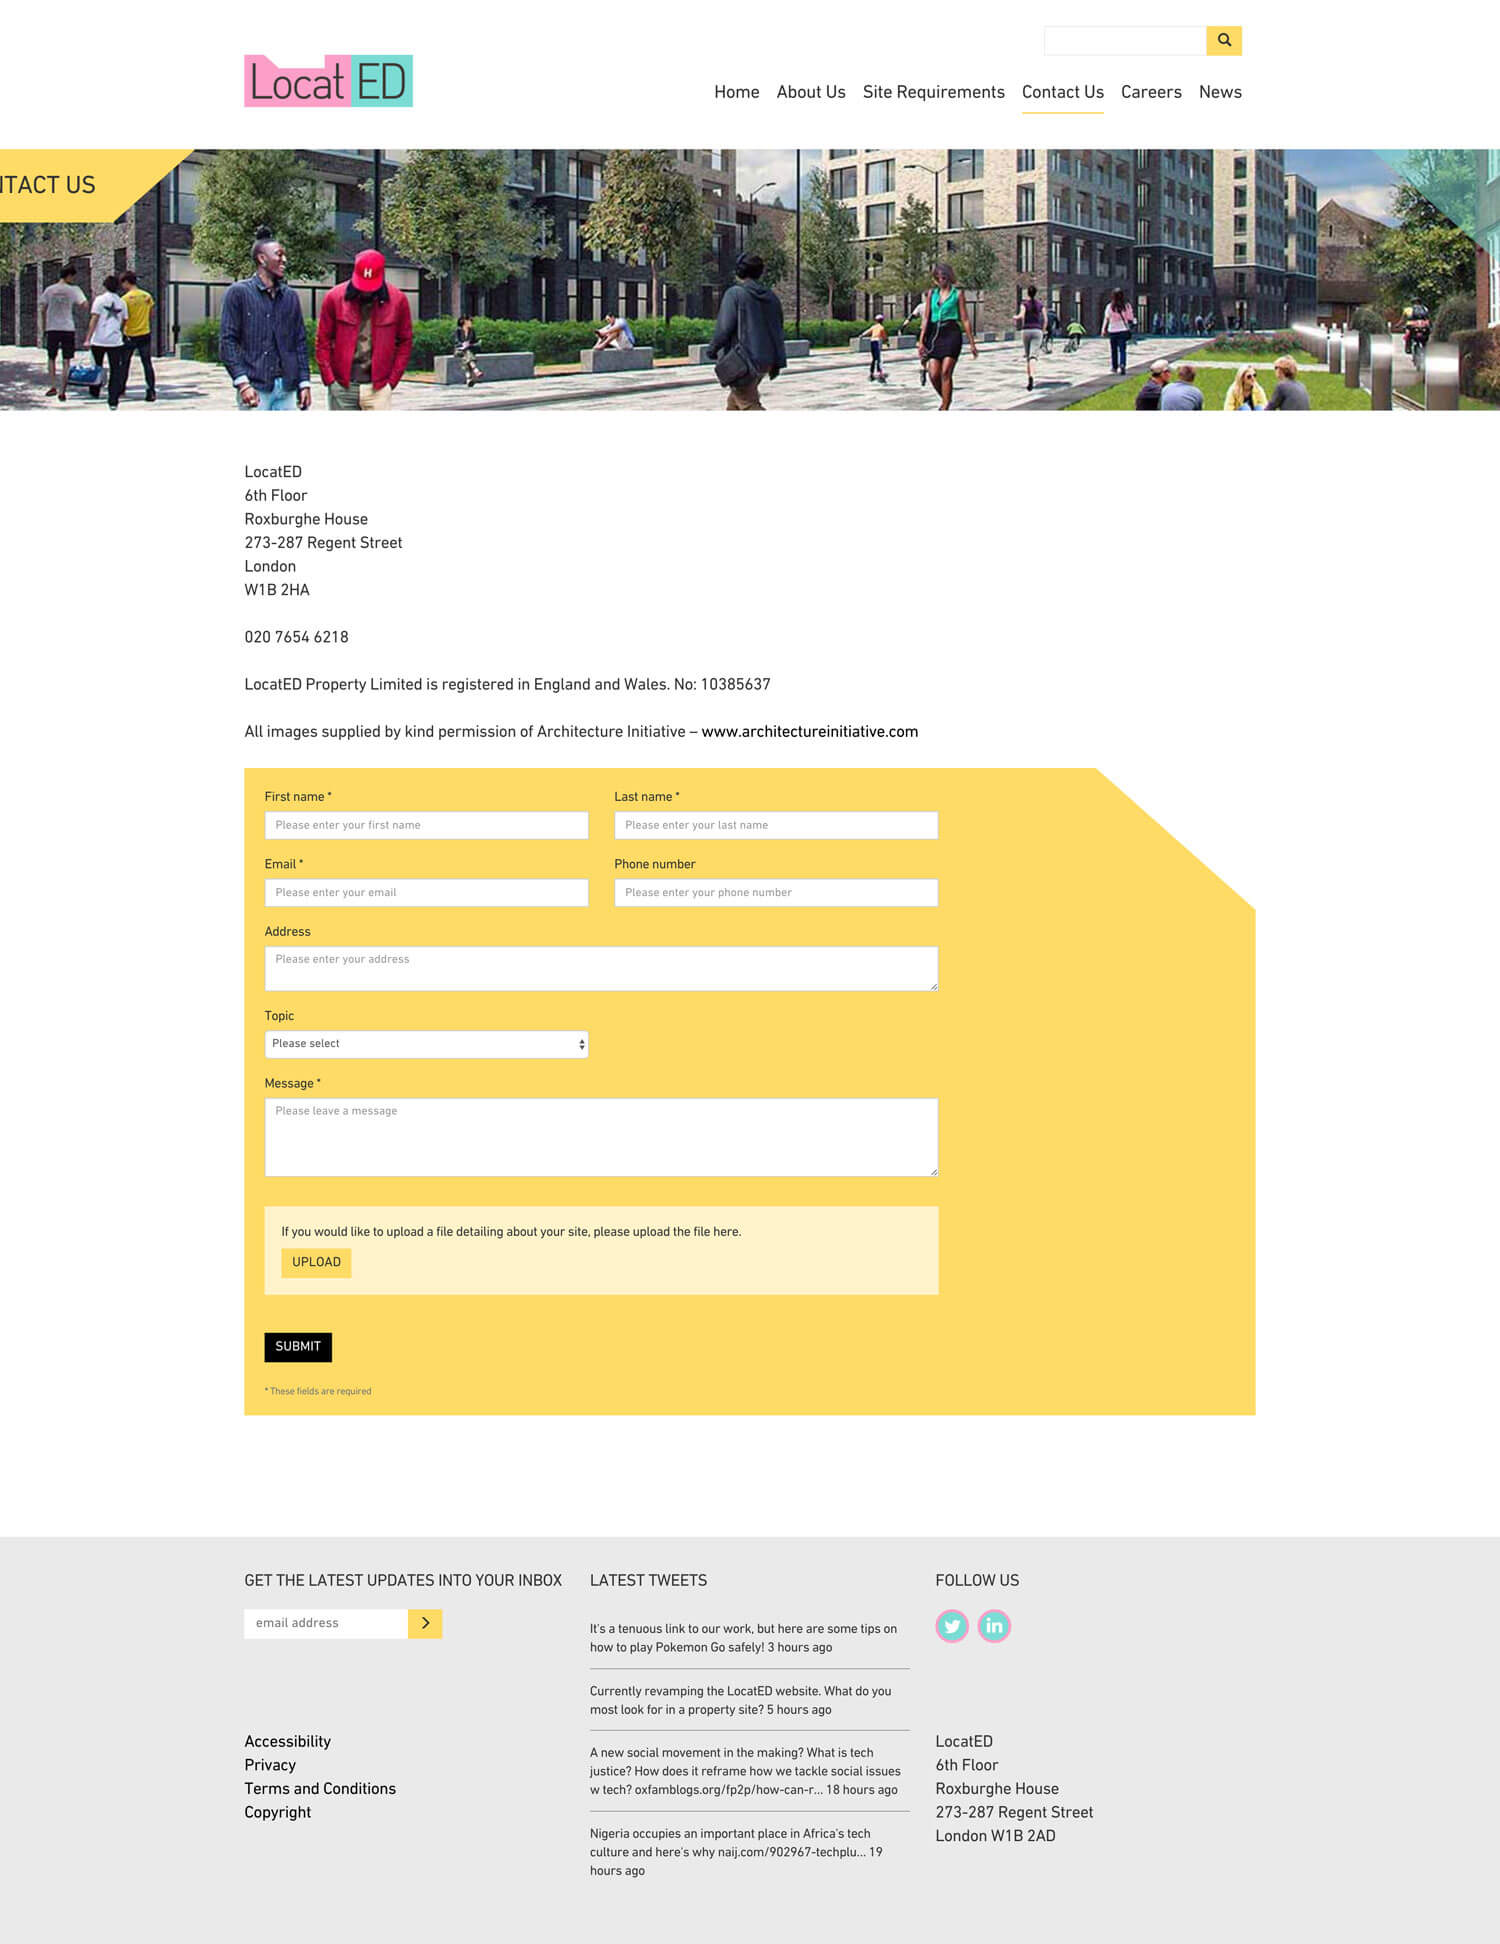 LocatED
Home About Us Site Requirements Contact Us Careers News
NTACT US
H
LocatED
6th Floor
Roxburghe House
273-287 Regent Street
London
W1B 2HA
020 7654 6218
LocatED Property Limited is registered in England and Wales. No: 10385637
All images supplied by kind permission of Architecture Initiative – www.architectureinitiative.com
First name * Last name *
Please enter your first name Please enter your last name
Email * Phone number
Please enter your email Please enter your phone number
Address
Please enter your address
Topic
Please select
Message *
Please leave a message
If you would like to upload a file detailing about your site, please upload the file here.
UPLOAD
SUBMIT
* These fields are required
GET THE LATEST UPDATES INTO YOUR INBOX
email address
Accessibility
Privacy
Terms and Conditions
Copyright
LATEST TWEETS
It's a tenuous link to our work, but here are some tips on
how to play Pokemon Go safely! 3 hours ago
Currently revamping the LocatED website. What do you
most look for in a property site? 5 hours ago
A new social movement in the making? What is tech
justice? How does it reframe how we tackle social issues
w tech? oxfamblogs.org/fp2p/how-can-r... 18 hours ago
Nigeria occupies an important place in Africa's tech
culture and here's why naij.com/902967-techplu... 19
hours ago
FOLLOW US
in
LocatED
6th Floor
Roxburghe House
273-287 Regent Street
London W1B 2AD